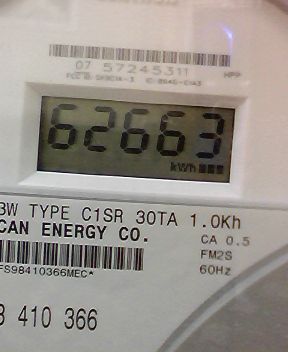 07 57245311 HPP
62663
kWh
3W TYPE C1SR 30TA 1.0Kh
CAN ENERGY CO. CA 0.5
FM2S
FS98410366MEC* 60Hz
3 410 366